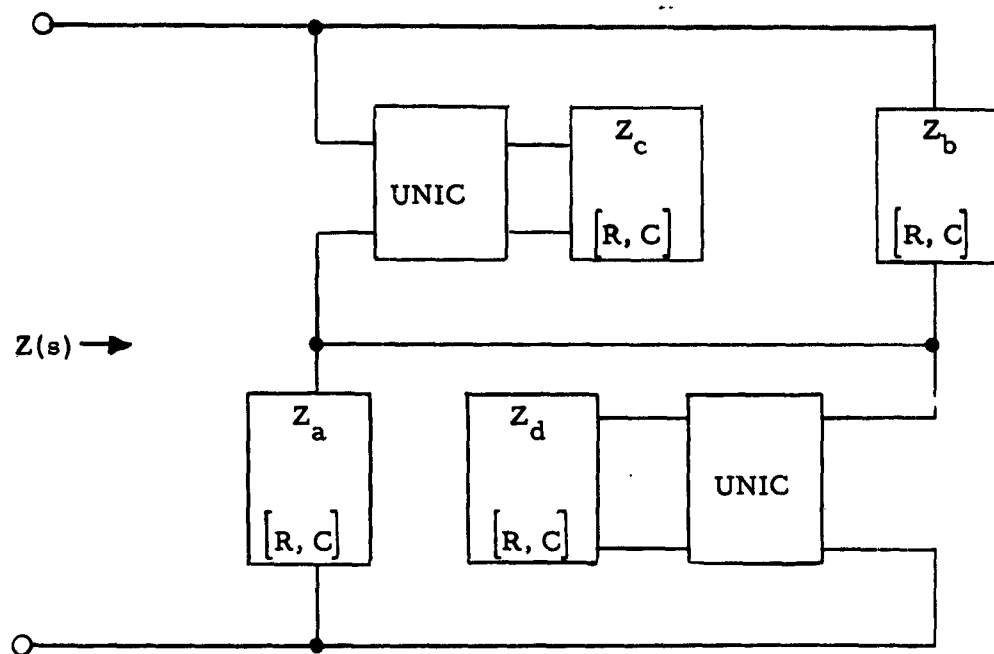 Z_c
Z_b
UNIC
[R, C]
[R, C]
Z(s)
Z_a
Z_d
UNIC
[R, C]
[R, C]